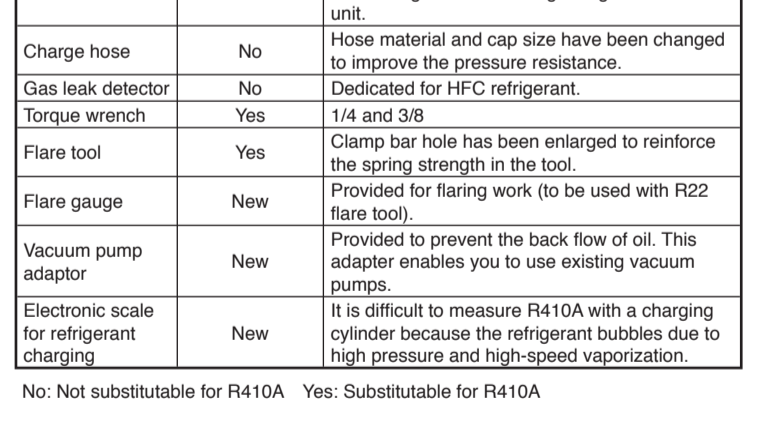 unit.
Charge hose No Hose material and cap size have been changed
to improve the pressure resistance.
Gas leak detector No Dedicated for HFC refrigerant.
Torque wrench Yes 1/4 and 3/8
Flare tool Yes Clamp bar hole has been enlarged to reinforce
the spring strength in the tool.
Flare gauge New Provided for flaring work (to be used with R22
flare tool).
Vacuum pump
adaptor New Provided to prevent the back flow of oil. This
adapter enables you to use existing vacuum
pumps.
Electronic scale
for refrigerant
charging New It is difficult to measure R410A with a charging
cylinder because the refrigerant bubbles due to
high pressure and high-speed vaporization.
No: Not substitutable for R410A Yes: Substitutable for R410A